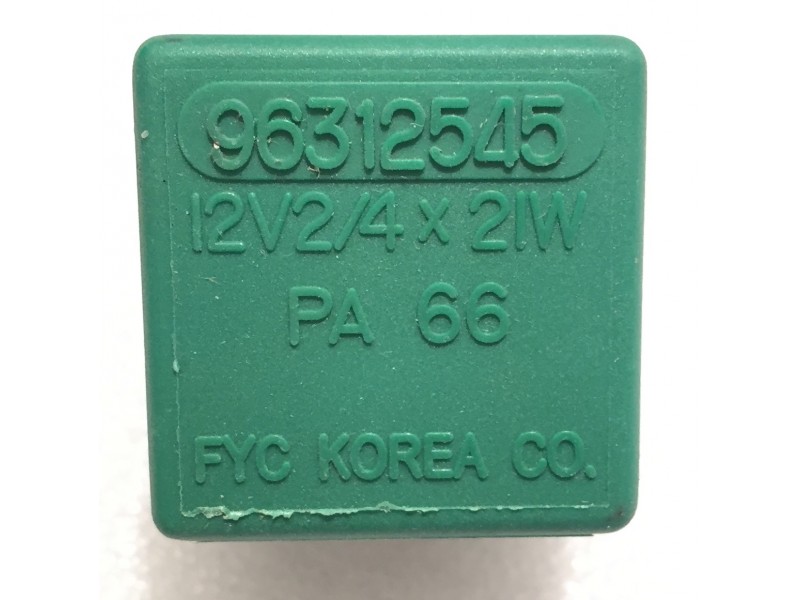 96312545
12V2/4 x 21W
PA 66
FYC KOREA CO.